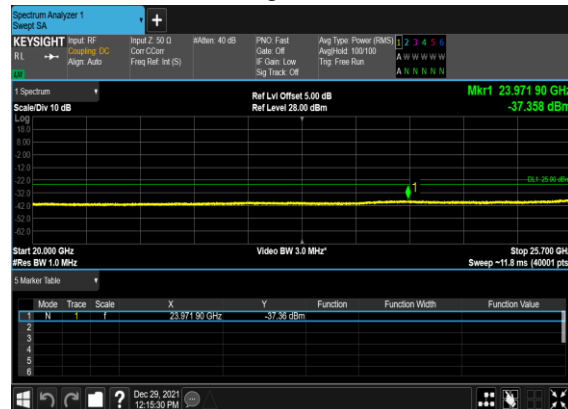 Spectrum Analyzer 1
Swept SA
+
KEYSIGHT Input: RF Input Z: 50 Ω #Atten: 40 dB PNO: Fast Avg Type: Power (RMS) 1 2 3 4 5 6
RL Coupling: DC Corr CCorr Gate: Off Avg|Hold: 100/100 A W W W W W
Align: Auto Freq Ref: Int (S) IF Gain: Low Trig: Free Run
LW Sig Track: Off A N N N N N
1 Spectrum Ref Lvl Offset 5.00 dB Mkr1 23.971 90 GHz
Scale/Div 10 dB Ref Level 28.00 dBm -37.358 dBm
Log
18.0
8.00
-2.00
-12.0
-22.0 DL1 -25.00 dBm
-32.0 1
-42.0
-52.0
-62.0
Start 20.000 GHz Video BW 3.0 MHz* Stop 25.700 GHz
#Res BW 1.0 MHz Sweep ~11.8 ms (40001 pts)
5 Marker Table
Mode Trace Scale X Y Function Function Width Function Value
1 N 1 f 23.971 90 GHz -37.36 dBm
2
3
4
5
6
? Dec 29, 2021
12:15:30 PM